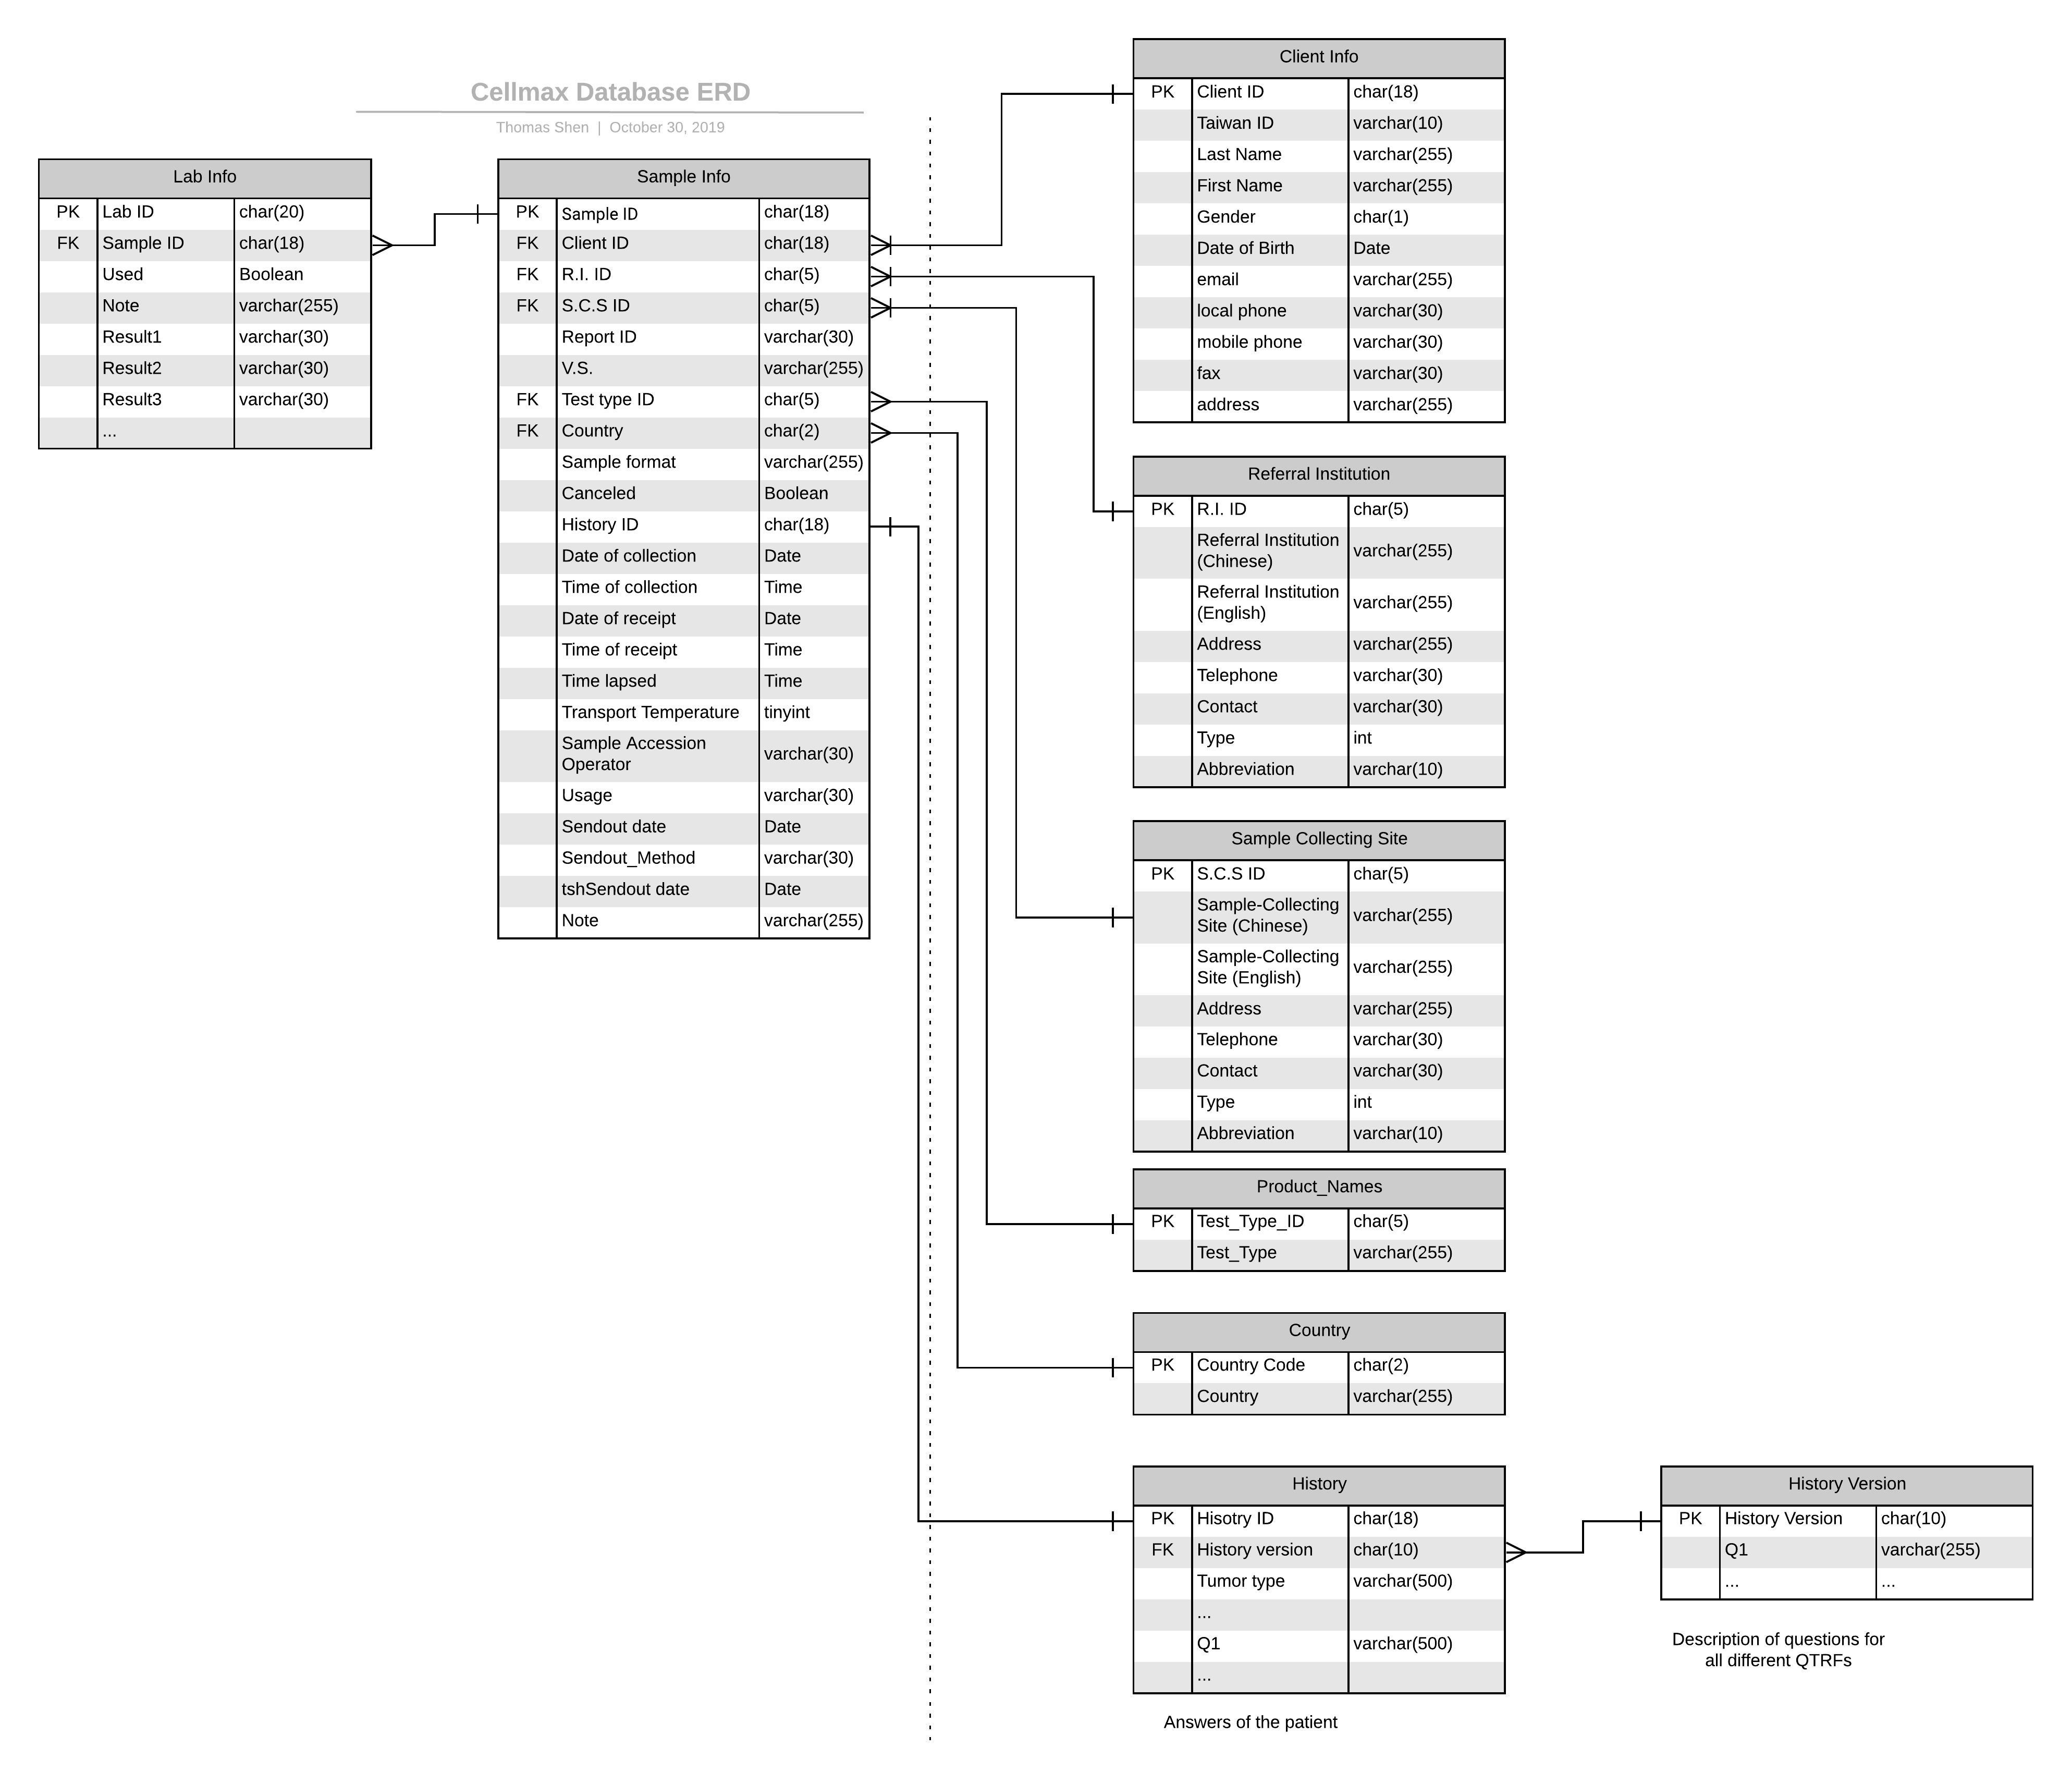 Cellmax Database ERD
Thomas Shen | October 30, 2019
Lab Info
PK Lab ID char(20)
FK Sample ID char(18)
Used Boolean
Note varchar(255)
Result1 varchar(30)
Result2 varchar(30)
Result3 varchar(30)
...
Sample Info
PK Sample ID char(18)
FK Client ID char(18)
FK R.I. ID char(5)
FK S.C.S ID char(5)
Report ID varchar(30)
V.S. varchar(255)
FK Test type ID char(5)
FK Country char(2)
Sample format varchar(255)
Canceled Boolean
History ID char(18)
Date of collection Date
Time of collection Time
Date of receipt Date
Time of receipt Time
Time lapsed Time
Transport Temperature tinyint
Sample Accession
Operator varchar(30)
Usage varchar(30)
Sendout date Date
Sendout_Method varchar(30)
tshSendout date Date
Note varchar(255)
Client Info
PK Client ID char(18)
Taiwan ID varchar(10)
Last Name varchar(255)
First Name varchar(255)
Gender char(1)
Date of Birth Date
email varchar(255)
local phone varchar(30)
mobile phone varchar(30)
fax varchar(30)
address varchar(255)
Referral Institution
PK R.I. ID char(5)
Referral Institution
(Chinese) varchar(255)
Referral Institution
(English) varchar(255)
Address varchar(255)
Telephone varchar(30)
Contact varchar(30)
Type int
Abbreviation varchar(10)
Sample Collecting Site
PK S.C.S ID char(5)
Sample-Collecting
Site (Chinese) varchar(255)
Sample-Collecting
Site (English) varchar(255)
Address varchar(255)
Telephone varchar(30)
Contact varchar(30)
Type int
Abbreviation varchar(10)
Product_Names
PK Test_Type_ID char(5)
Test_Type varchar(255)
Country
PK Country Code char(2)
Country varchar(255)
History
PK Hisotry ID char(18)
FK History version char(10)
Tumor type varchar(500)
...
Q1 varchar(500)
...
Answers of the patient
History Version
PK History Version char(10)
Q1 varchar(255)
... ...
Description of questions for
all different QTRFs